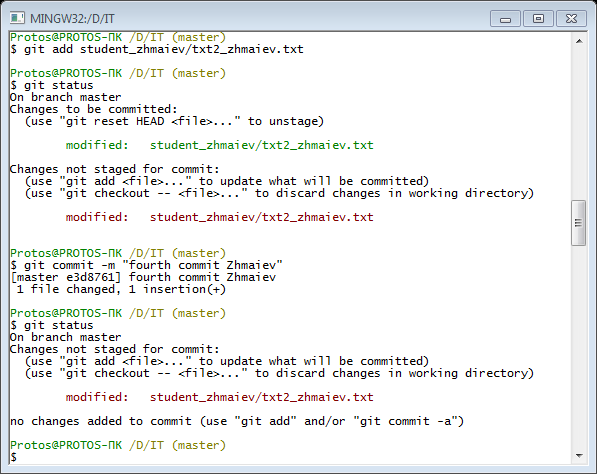 MINGW32:/D/IT
Protos@PROTOS-ПК /D/IT (master)
$ git add student_zhmaiev/txt2_zhmaiev.txt
Protos@PROTOS-ПК /D/IT (master)
$ git status
On branch master
Changes to be committed:
  (use "git reset HEAD <file>..." to unstage)
        modified:   student_zhmaiev/txt2_zhmaiev.txt
Changes not staged for commit:
  (use "git add <file>..." to update what will be committed)
  (use "git checkout -- <file>..." to discard changes in working directory)
        modified:   student_zhmaiev/txt2_zhmaiev.txt
Protos@PROTOS-ПК /D/IT (master)
$ git commit -m "fourth commit Zhmaiev"
[master e3d8761] fourth commit Zhmaiev
 1 file changed, 1 insertion(+)
Protos@PROTOS-ПК /D/IT (master)
$ git status
On branch master
Changes not staged for commit:
  (use "git add <file>..." to update what will be committed)
  (use "git checkout -- <file>..." to discard changes in working directory)
        modified:   student_zhmaiev/txt2_zhmaiev.txt
no changes added to commit (use "git add" and/or "git commit -a")
Protos@PROTOS-ПК /D/IT (master)
$